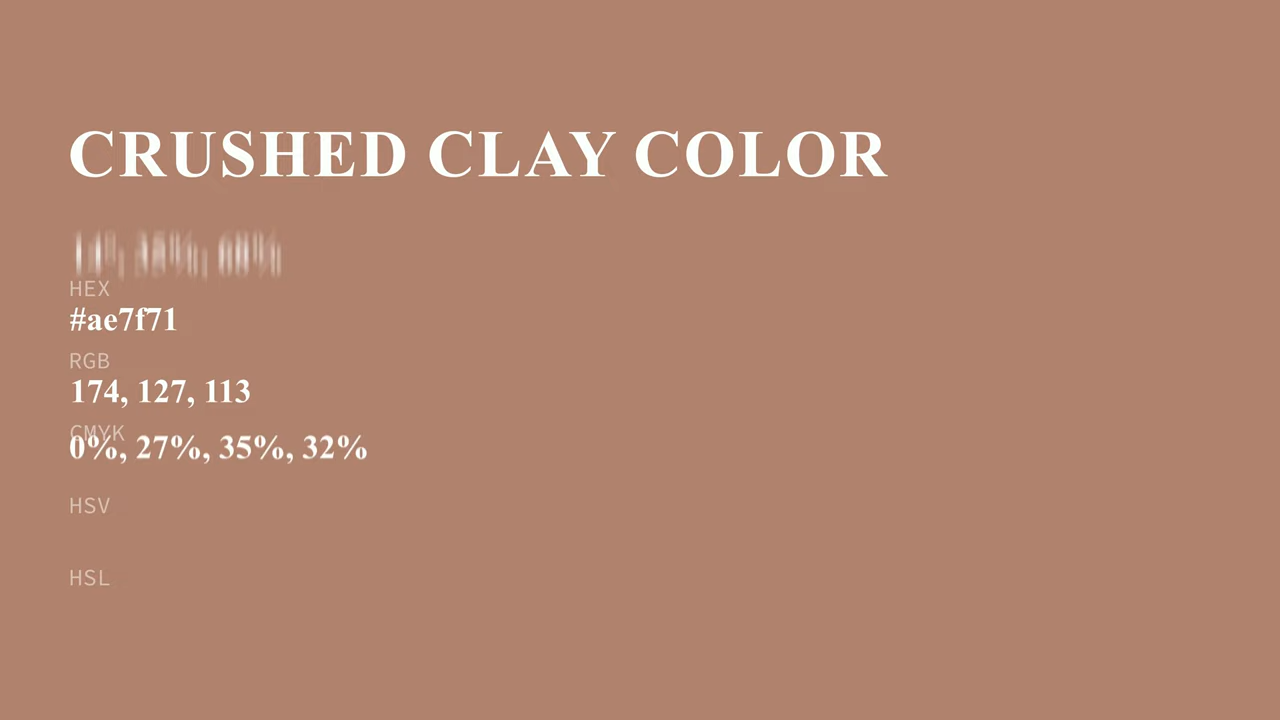 CRUSHED CLAY COLOR
HEX
#ae7f71
RGB
174, 127, 113
CMYK
0%, 27%, 35%, 32%
HSV
HSL